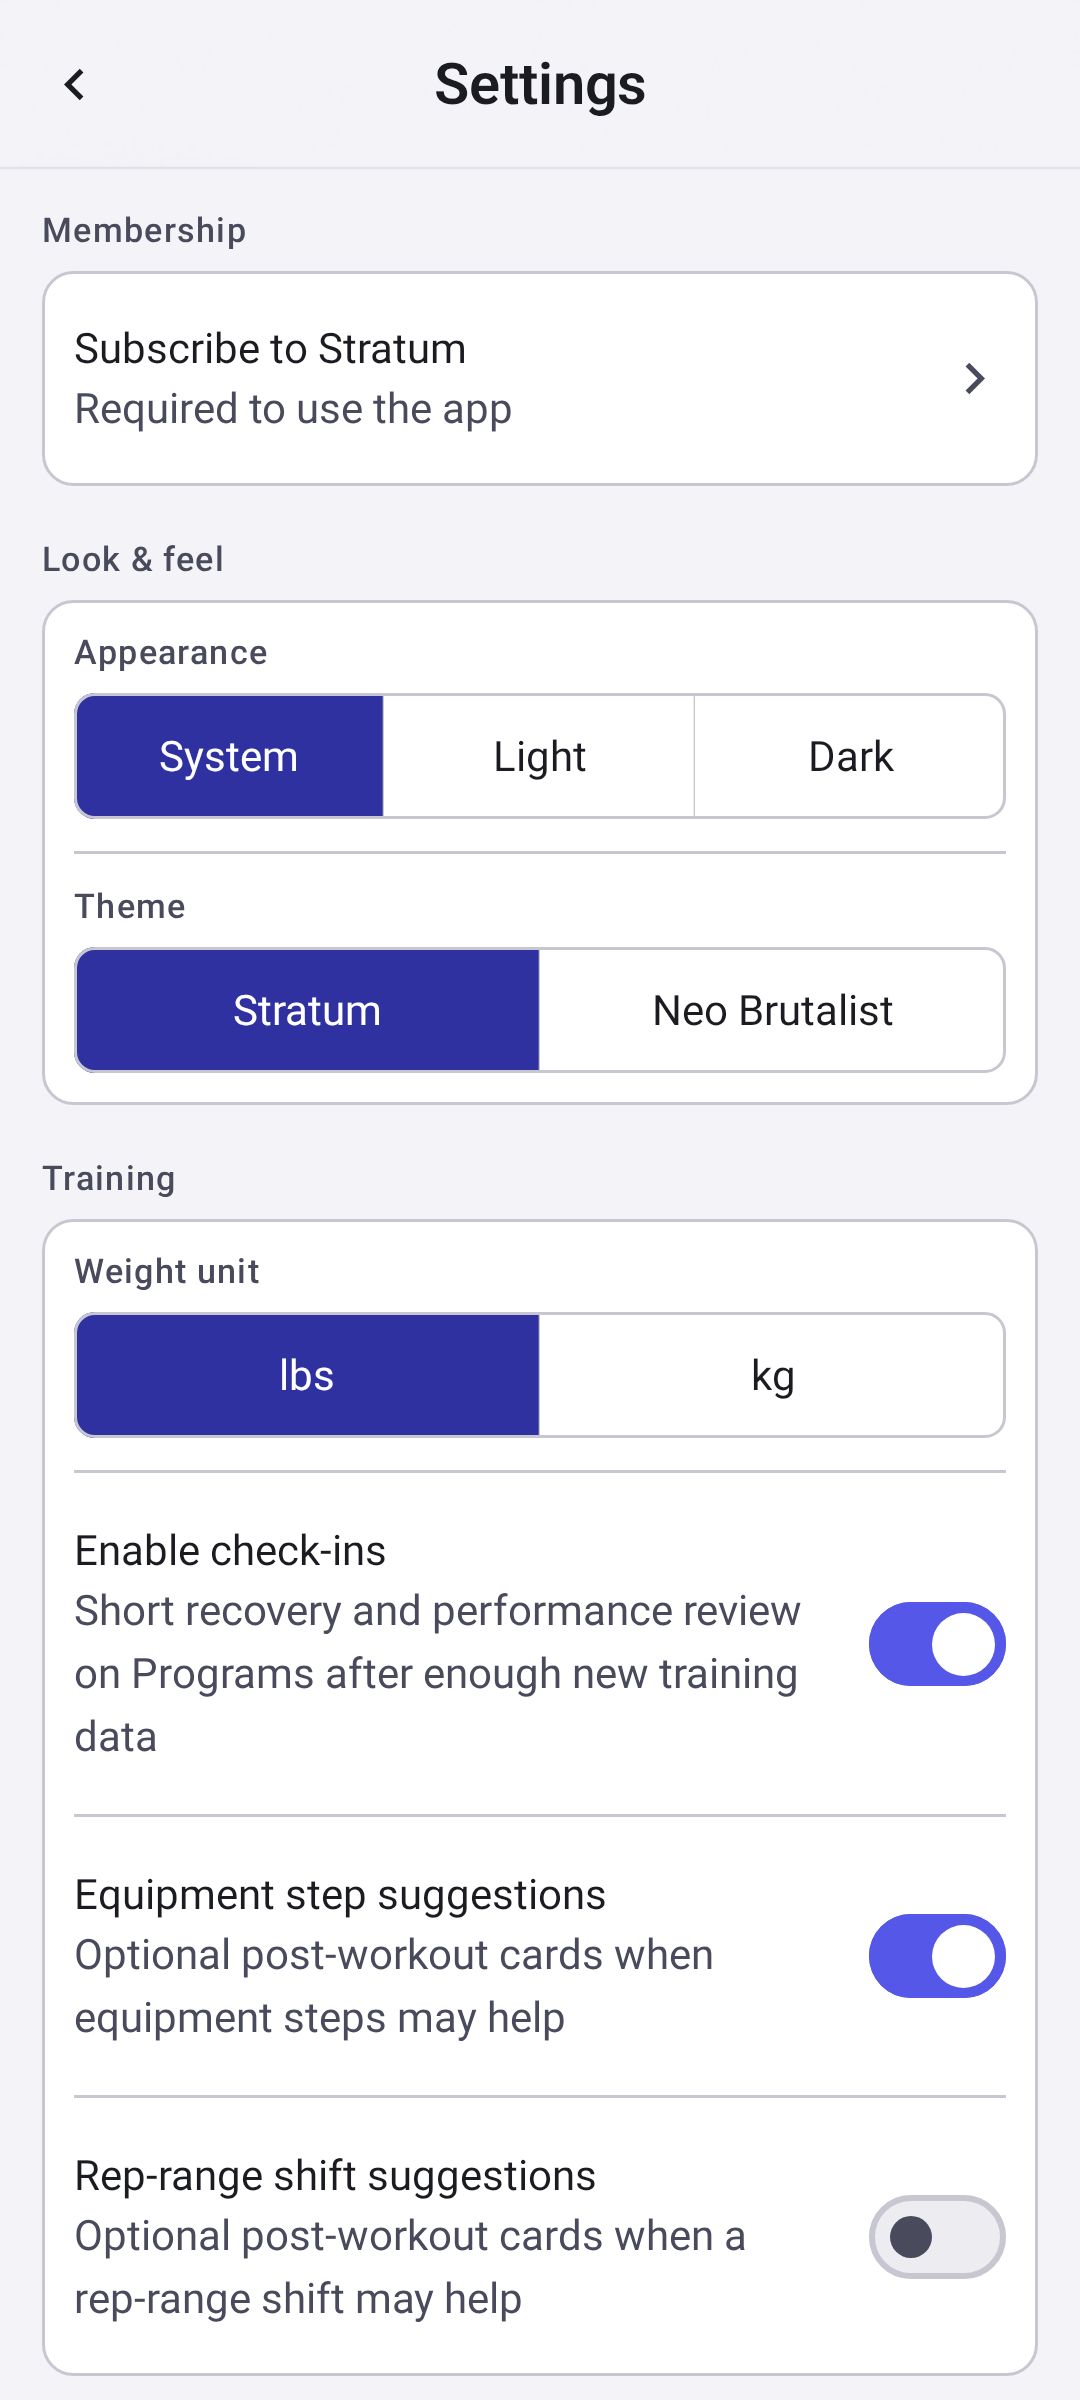 Settings
Membership
Subscribe to Stratum
Required to use the app
Look & feel
Appearance
System
Light
Dark
Theme
Stratum
Neo Brutalist
Training
Weight unit
lbs
kg
Enable check-ins
Short recovery and performance review
on Programs after enough new training
data
Equipment step suggestions
Optional post-workout cards when
equipment steps may help
Rep-range shift suggestions
Optional post-workout cards when a
rep-range shift may help